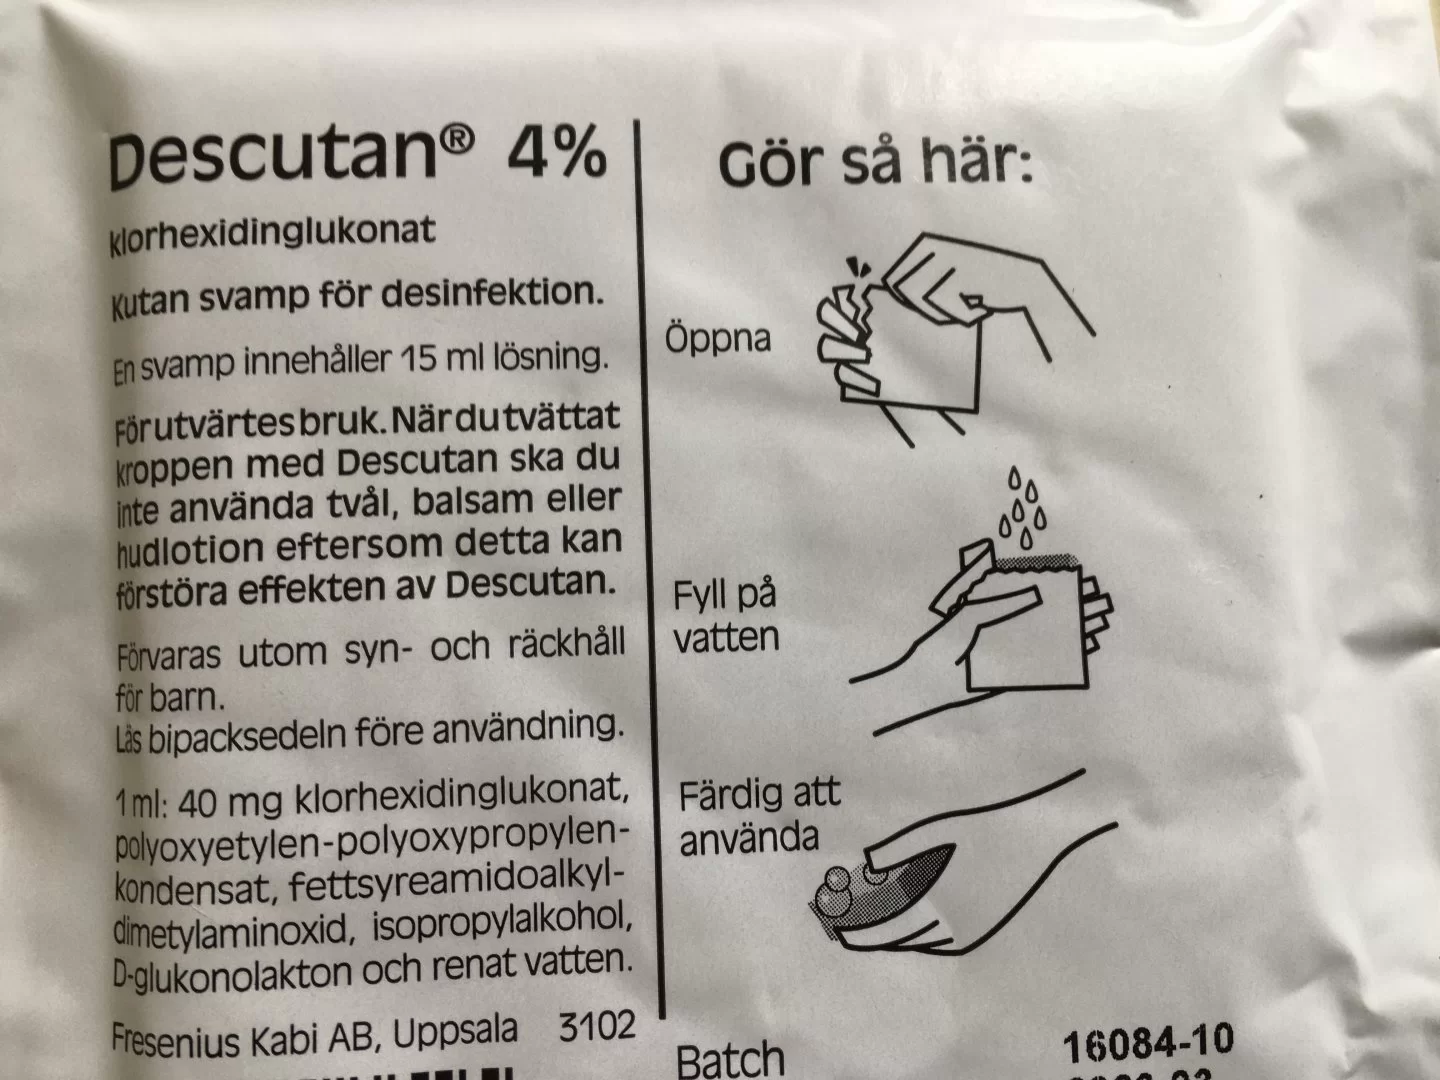 Descutan® 4%
klorhexidinglukonat
Kutan svamp för desinfektion.
En svamp innehåller 15 ml lösning.
För utvärtes bruk. När du tvättat
kroppen med Descutan ska du
inte använda tvål, balsam eller
hudlotion eftersom detta kan
förstöra effekten av Descutan.
Förvaras utom syn- och räckhåll
för barn.
Läs bipacksedeln före användning.
1 ml: 40 mg klorhexidinglukonat,
polyoxyetylen-polyoxypropylen-
kondensat, fettsyreamidoalkyl-
dimetylaminoxid, isopropylalkohol,
D-glukonolakton och renat vatten.
Fresenius Kabi AB, Uppsala 3102
Gör så här:
Öppna
Fyll på
vatten
Färdig att
använda
Batch 16084-10